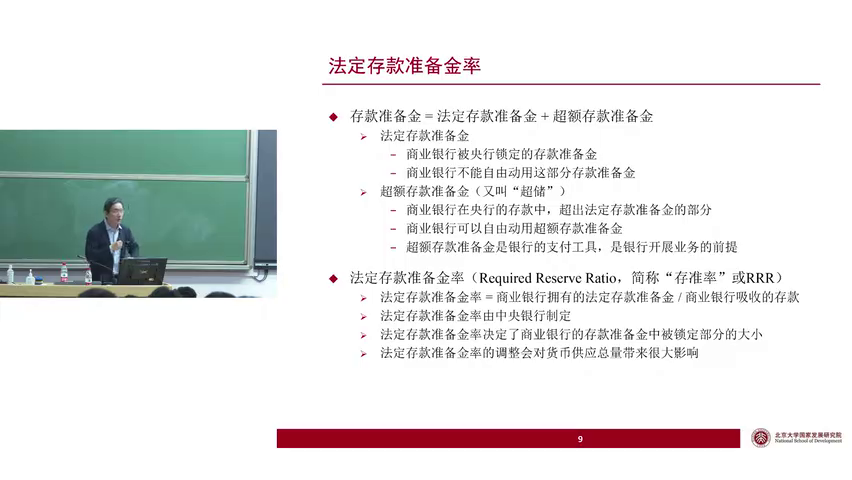 法定存款准备金率
◆ 存款准备金 = 法定存款准备金 + 超额存款准备金
➢ 法定存款准备金
– 商业银行被央行锁定的存款准备金
– 商业银行不能自由动用这部分存款准备金
➢ 超额存款准备金（又叫“超储”）
– 商业银行在央行的存款中，超出法定存款准备金的部分
– 商业银行可以自由动用超额存款准备金
– 超额存款准备金是银行的支付工具，是银行开展业务的前提
◆ 法定存款准备金率（Required Reserve Ratio，简称“存准率”或RRR）
➢ 法定存款准备金率 = 商业银行拥有的法定存款准备金 / 商业银行吸收的存款
➢ 法定存款准备金率由中央银行制定
➢ 法定存款准备金率决定了商业银行的存款准备金中被锁定部分的大小
➢ 法定存款准备金率的调整会对货币供应总量带来很大影响
9
北京大学国家发展研究院
National School of Development